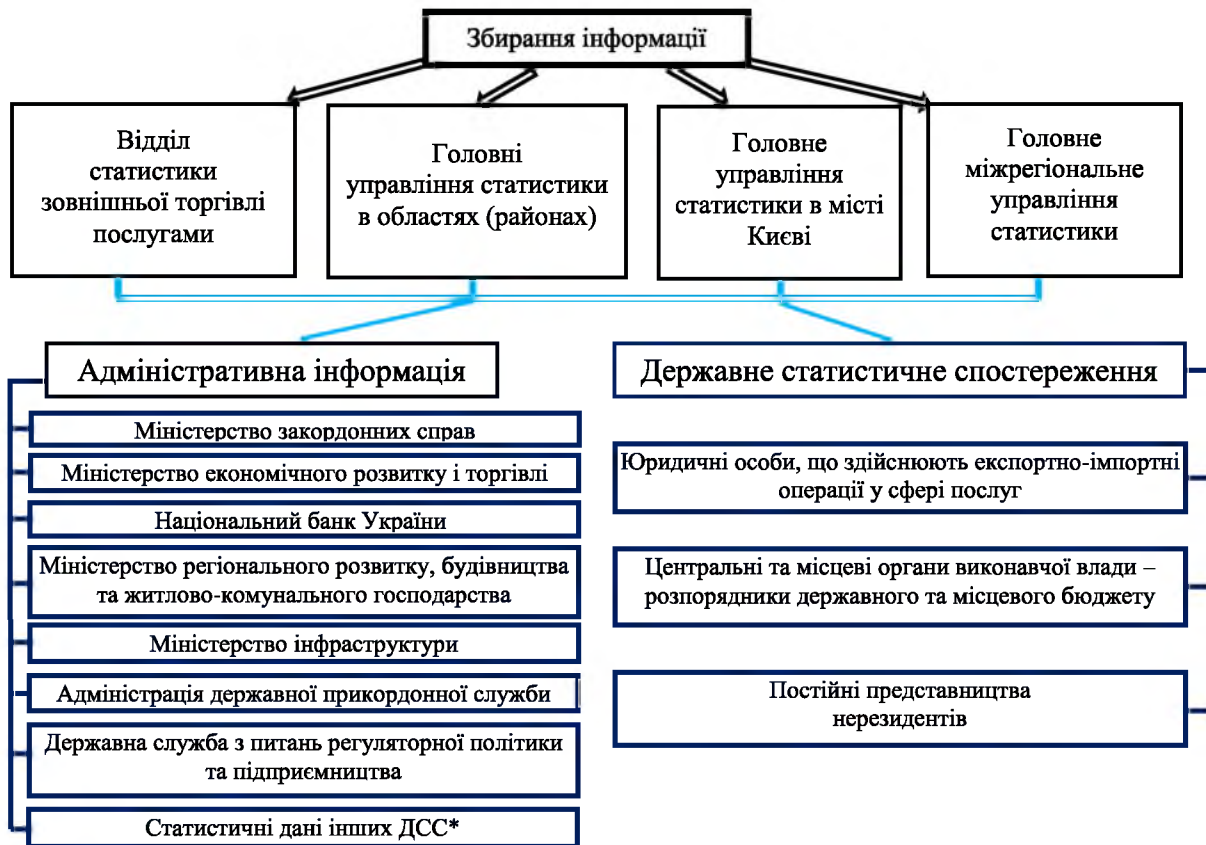 Збирання інформації
Відділ
статистики
зовнішньої торгівлі
послугами
Головні
управління статистики
в областях (районах)
Головне
управління
статистики в місті
Києві
Головне
міжрегіональне
управління
статистики
Адміністративна інформація
Міністерство закордонних справ
Міністерство економічного розвитку і торгівлі
Національний банк України
Міністерство регіонального розвитку, будівництва
та житлово-комунального господарства
Міністерство інфраструктури
Адміністрація державної прикордонної служби
Державна служба з питань регуляторної політики
та підприємництва
Статистичні дані інших ДСС*
Державне статистичне спостереження
Юридичні особи, що здійснюють експортно-імпортні
операції у сфері послуг
Центральні та місцеві органи виконавчої влади –
розпорядники державного та місцевого бюджету
Постійні представництва
нерезидентів